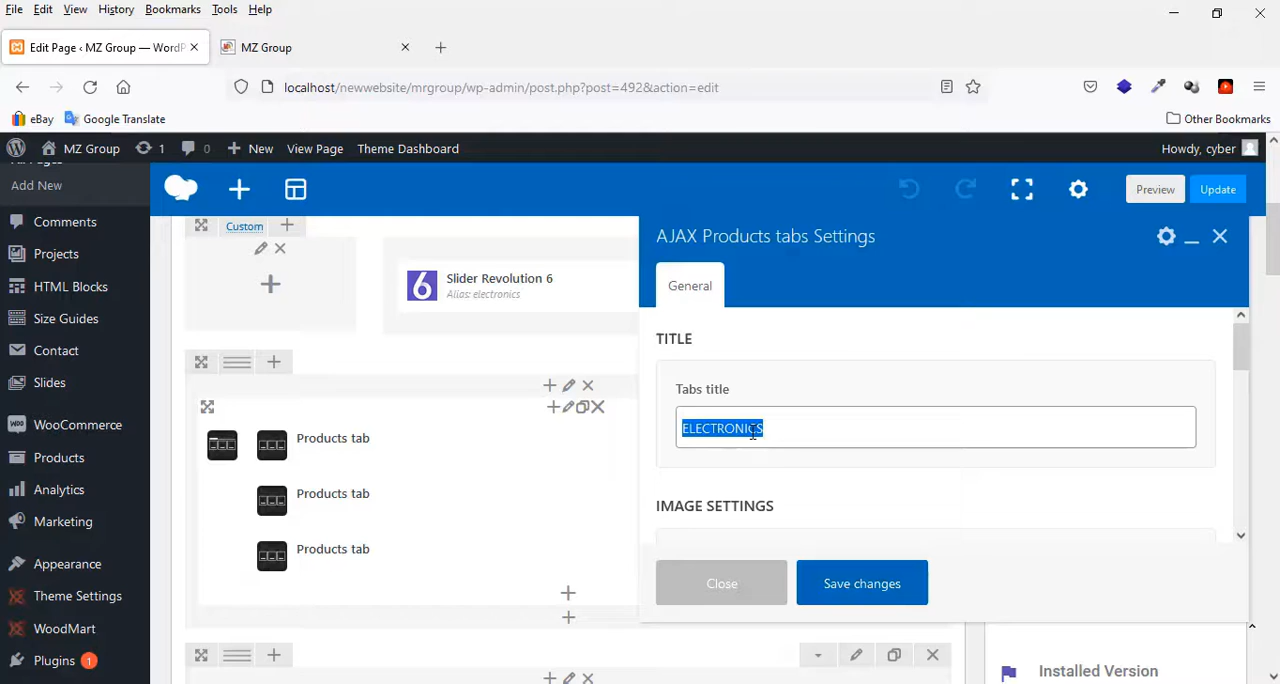 File Edit View History Bookmarks Tools Help
Edit Page ‹ MZ Group — WordP
MZ Group
localhost/newwebsite/mrgroup/wp-admin/post.php?post=492&action=edit
eBay Google Translate Other Bookmarks
MZ Group 1 0 New View Page Theme Dashboard Howdy, cyber
Add New
Comments
Projects
HTML Blocks
Size Guides
Contact
Slides
WooCommerce
Products
Analytics
Marketing
Appearance
Theme Settings
WoodMart
Plugins 1
Preview Update
Custom
6
Slider Revolution 6
Alias: electronics
Products tab
Products tab
Products tab
AJAX Products tabs Settings
General
TITLE
Tabs title
ELECTRONICS
IMAGE SETTINGS
Close Save changes
Installed Version